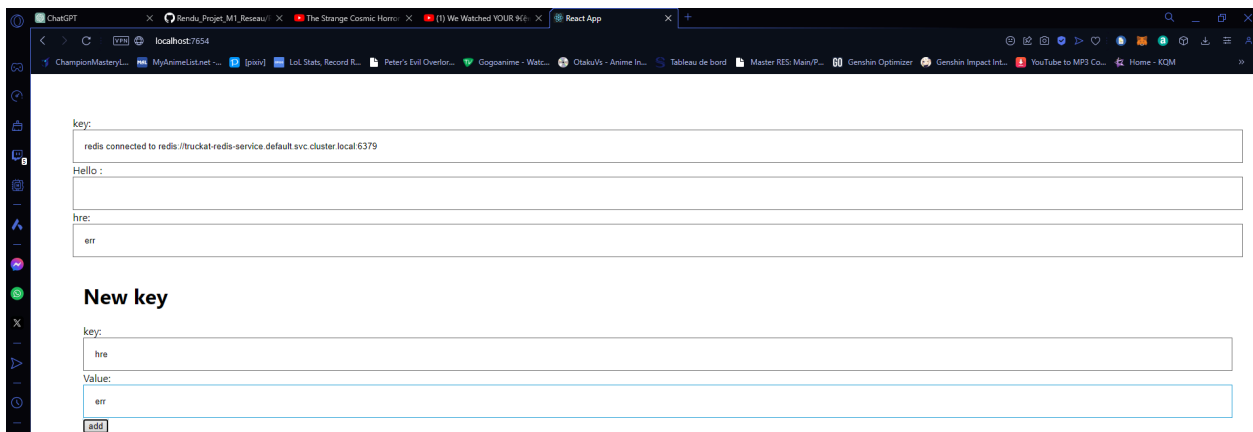 ChatGPT Rendu_Projet_M1_Reseau/ The Strange Cosmic Horror (1) We Watched YOUR React App
VPN localhost:7654
ChampionMasteryL... MyAnimeList.net -... [pixiv] LoL Stats, Record R... Peter's Evil Overlor... Gogoanime - Watc... OtakuVs - Anime In... Tableau de bord Master RES: Main/P... GO Genshin Optimizer Genshin Impact Int... YouTube to MP3 Co... Home - KQM
key:
redis connected to redis://truckat-redis-service.default.svc.cluster.local:6379
Hello :
hre:
err
New key
key:
hre
Value:
err
add